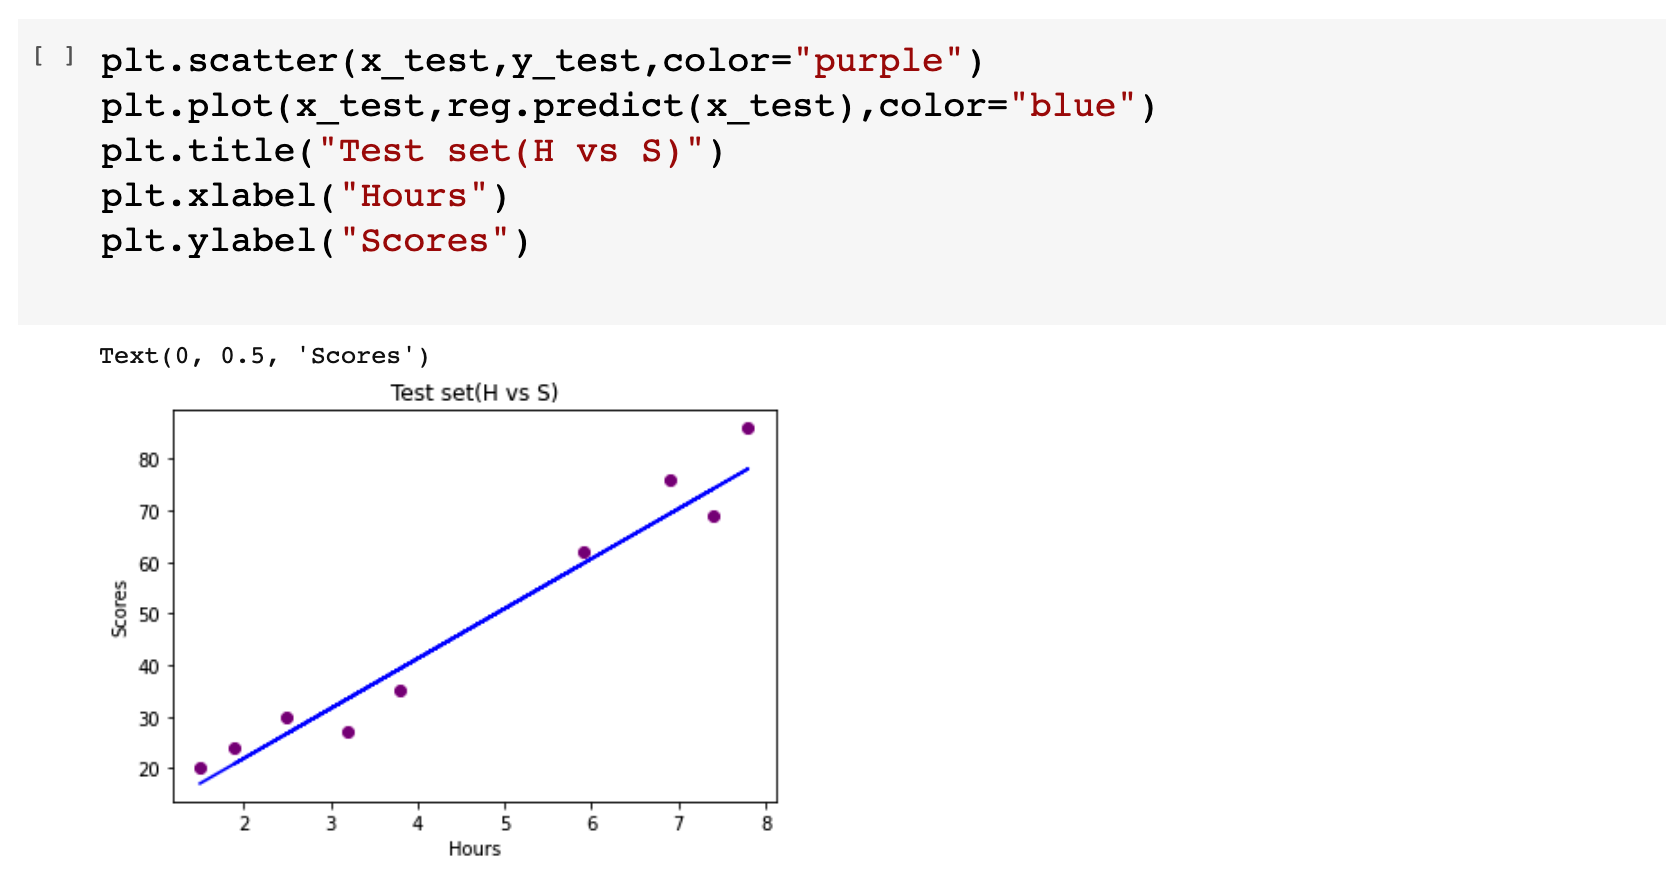 [ ] plt.scatter(x_test,y_test,color="purple")
plt.plot(x_test,reg.predict(x_test),color="blue")
plt.title("Test set(H vs S)")
plt.xlabel("Hours")
plt.ylabel("Scores")
Text(0, 0.5, 'Scores')
Test set(H vs S)
80
70
60
50
40
30
20
Scores
2 3 4 5 6 7 8
Hours